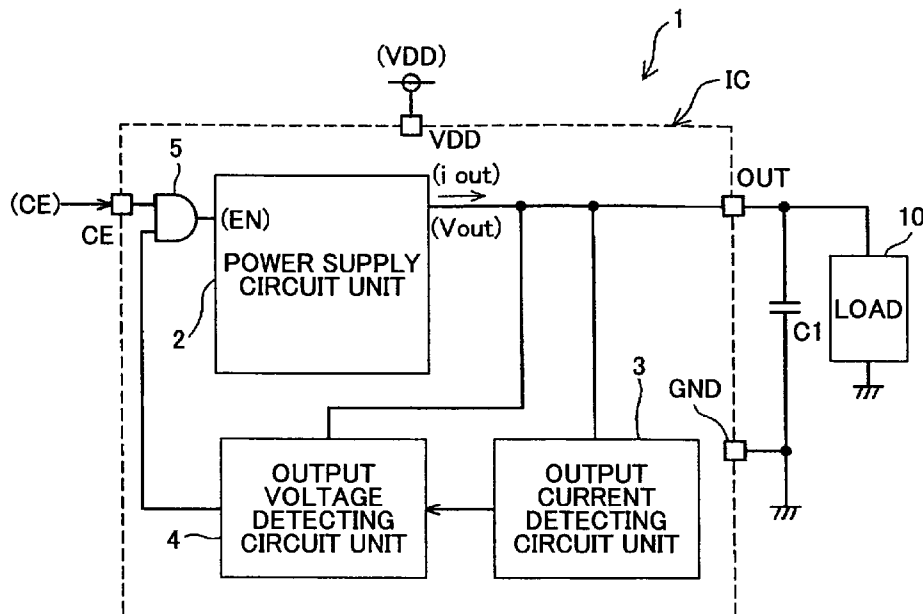 1
(VDD)
IC
VDD
5
(i out)
OUT
(CE)
CE
(EN)
(Vout)
10
POWER SUPPLY
CIRCUIT UNIT
LOAD
C1
2
3
GND
OUTPUT
VOLTAGE
DETECTING
CIRCUIT UNIT
OUTPUT
CURRENT
DETECTING
CIRCUIT UNIT
4